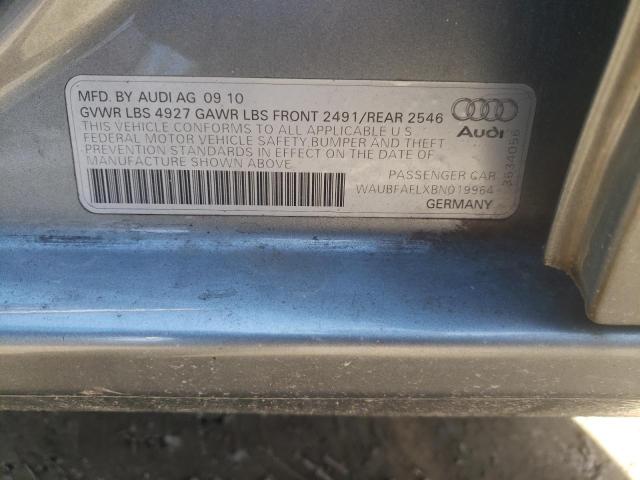 MFD. BY AUDI AG 09 10
GVWR LBS 4927 GAWR LBS FRONT 2491/REAR 2546
THIS VEHICLE CONFORMS TO ALL APPLICABLE U S
FEDERAL MOTOR VEHICLE SAFETY,BUMPER AND THEFT
PREVENTION STANDARDS IN EFFECT ON THE DATE OF
MANUFACTURE SHOWN ABOVE.
Audi
PASSENGER CAR
WAUBFAFLXBN019964
GERMANY
3634056